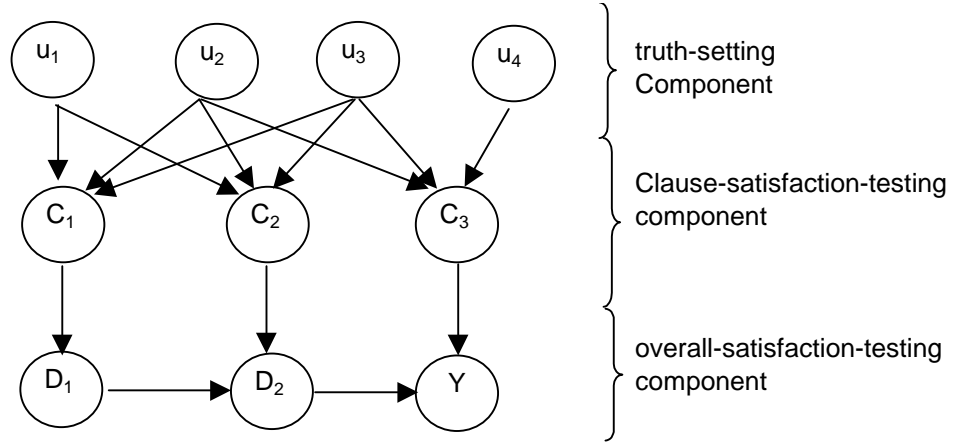 u₁ u₂ u₃ u₄
truth-setting
Component
C₁ C₂ C₃
Clause-satisfaction-testing
component
D₁ D₂ Y
overall-satisfaction-testing
component